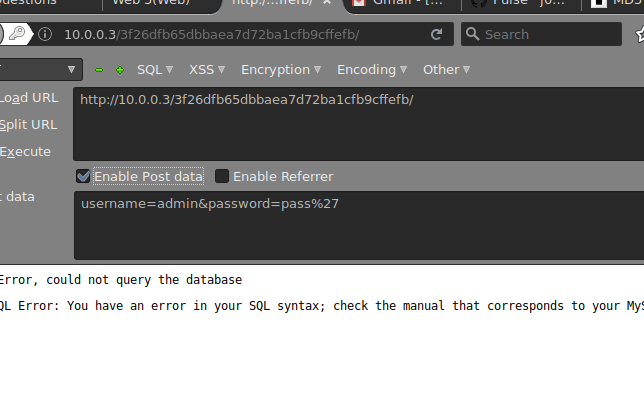 Web 5(Web) http:/...ffefb/ × Gmail - [... Pulse - jo... MD5
10.0.0.3/3f26dfb65dbbaea7d72ba1cfb9cffefb/ Search
SQL XSS Encryption Encoding Other
Load URL http://10.0.0.3/3f26dfb65dbbaea7d72ba1cfb9cffefb/
Split URL
Execute
Enable Post data Enable Referrer
data username=admin&password=pass%27
Error, could not query the database
QL Error: You have an error in your SQL syntax; check the manual that corresponds to your MyS